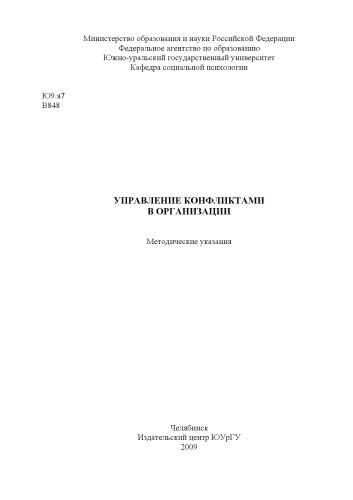 Министерство образования и науки Российской Федерации
Федеральное агентство по образованию
Южно-уральский государственный университет
Кафедра социальной психологии
Ю9.я7
В848
УПРАВЛЕНИЕ КОНФЛИКТАМИ
В ОРГАНИЗАЦИИ
Методические указания
Челябинск
Издательский центр ЮУрГУ
2009